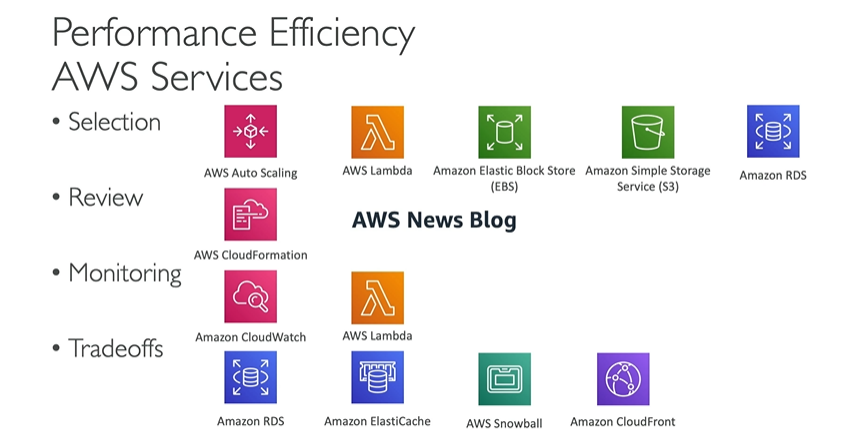 Performance Efficiency
AWS Services
• Selection
AWS Auto Scaling
AWS Lambda
Amazon Elastic Block Store
(EBS)
Amazon Simple Storage
Service (S3)
Amazon RDS
• Review
AWS CloudFormation
AWS News Blog
• Monitoring
Amazon CloudWatch
AWS Lambda
• Tradeoffs
Amazon RDS
Amazon ElastiCache
AWS Snowball
Amazon CloudFront